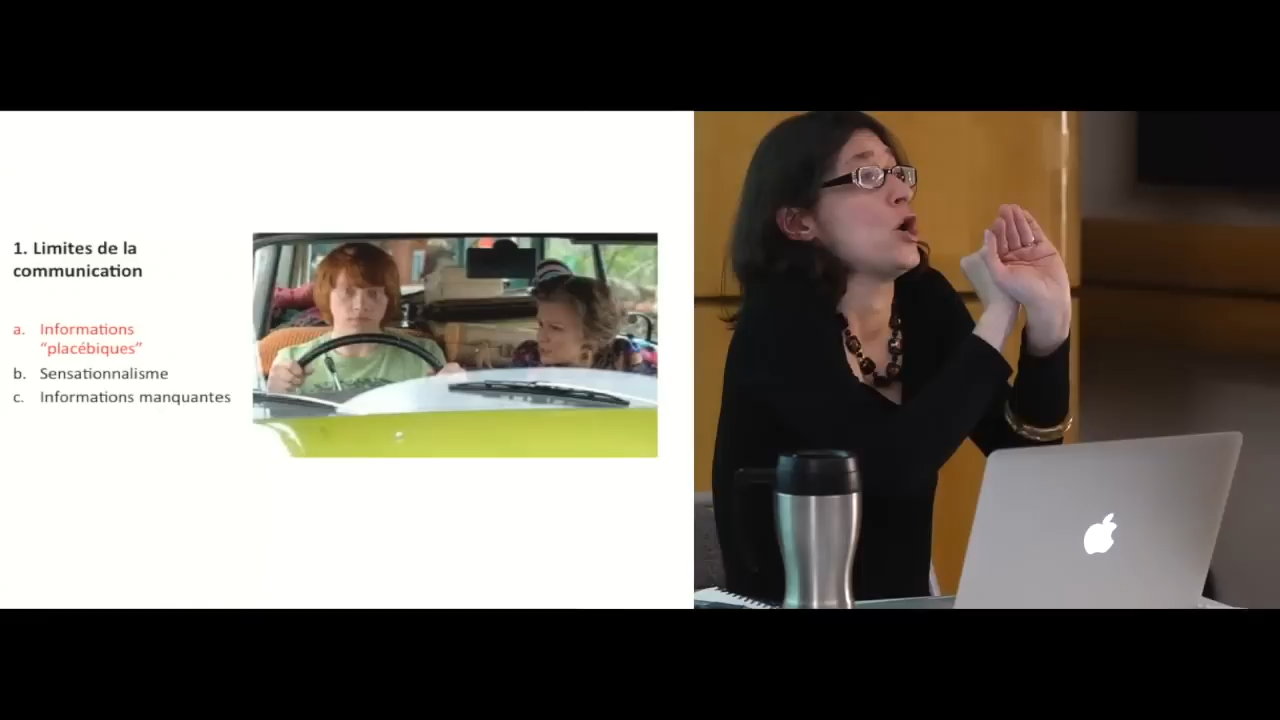 1. Limites de la
communication
a. Informations
“placébiques”
b. Sensationnalisme
c. Informations manquantes